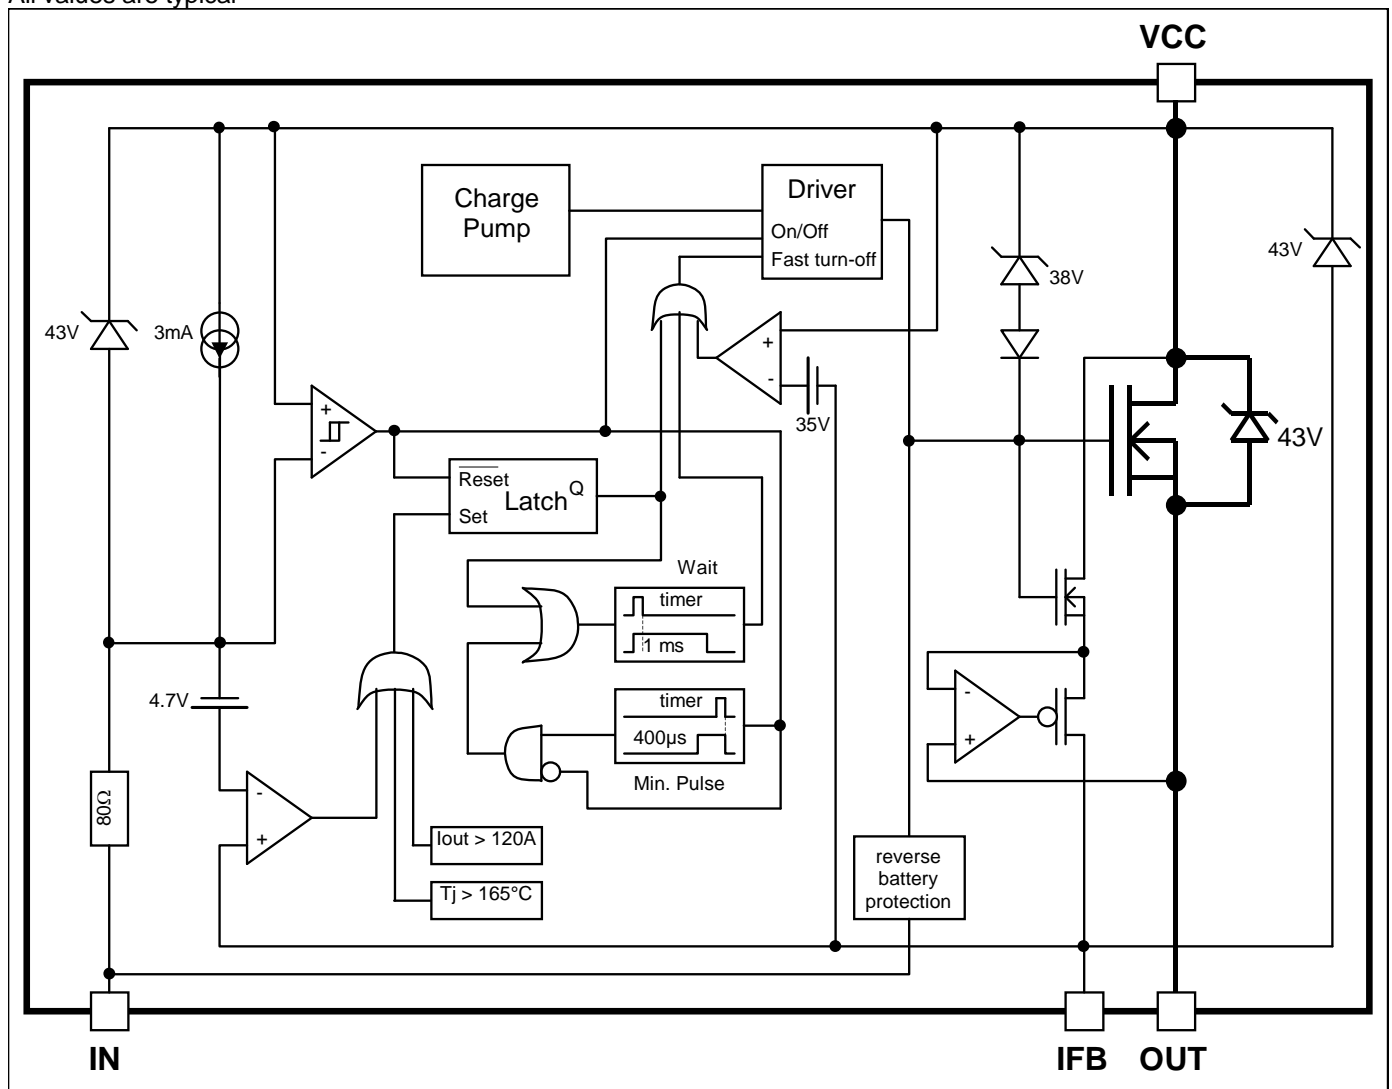 All values are typical
VCC
Charge
Pump
Driver
On/Off
Fast turn-off
43V
38V
43V
3mA
+
-
+
-
35V
43V
Reset
Latch
Q
Set
Wait
timer
1 ms
4.7V
timer
400µs
Min. Pulse
-
+
80Ω
-
+
Iout > 120A
Tj > 165°C
reverse
battery
protection
IN
IFB
OUT